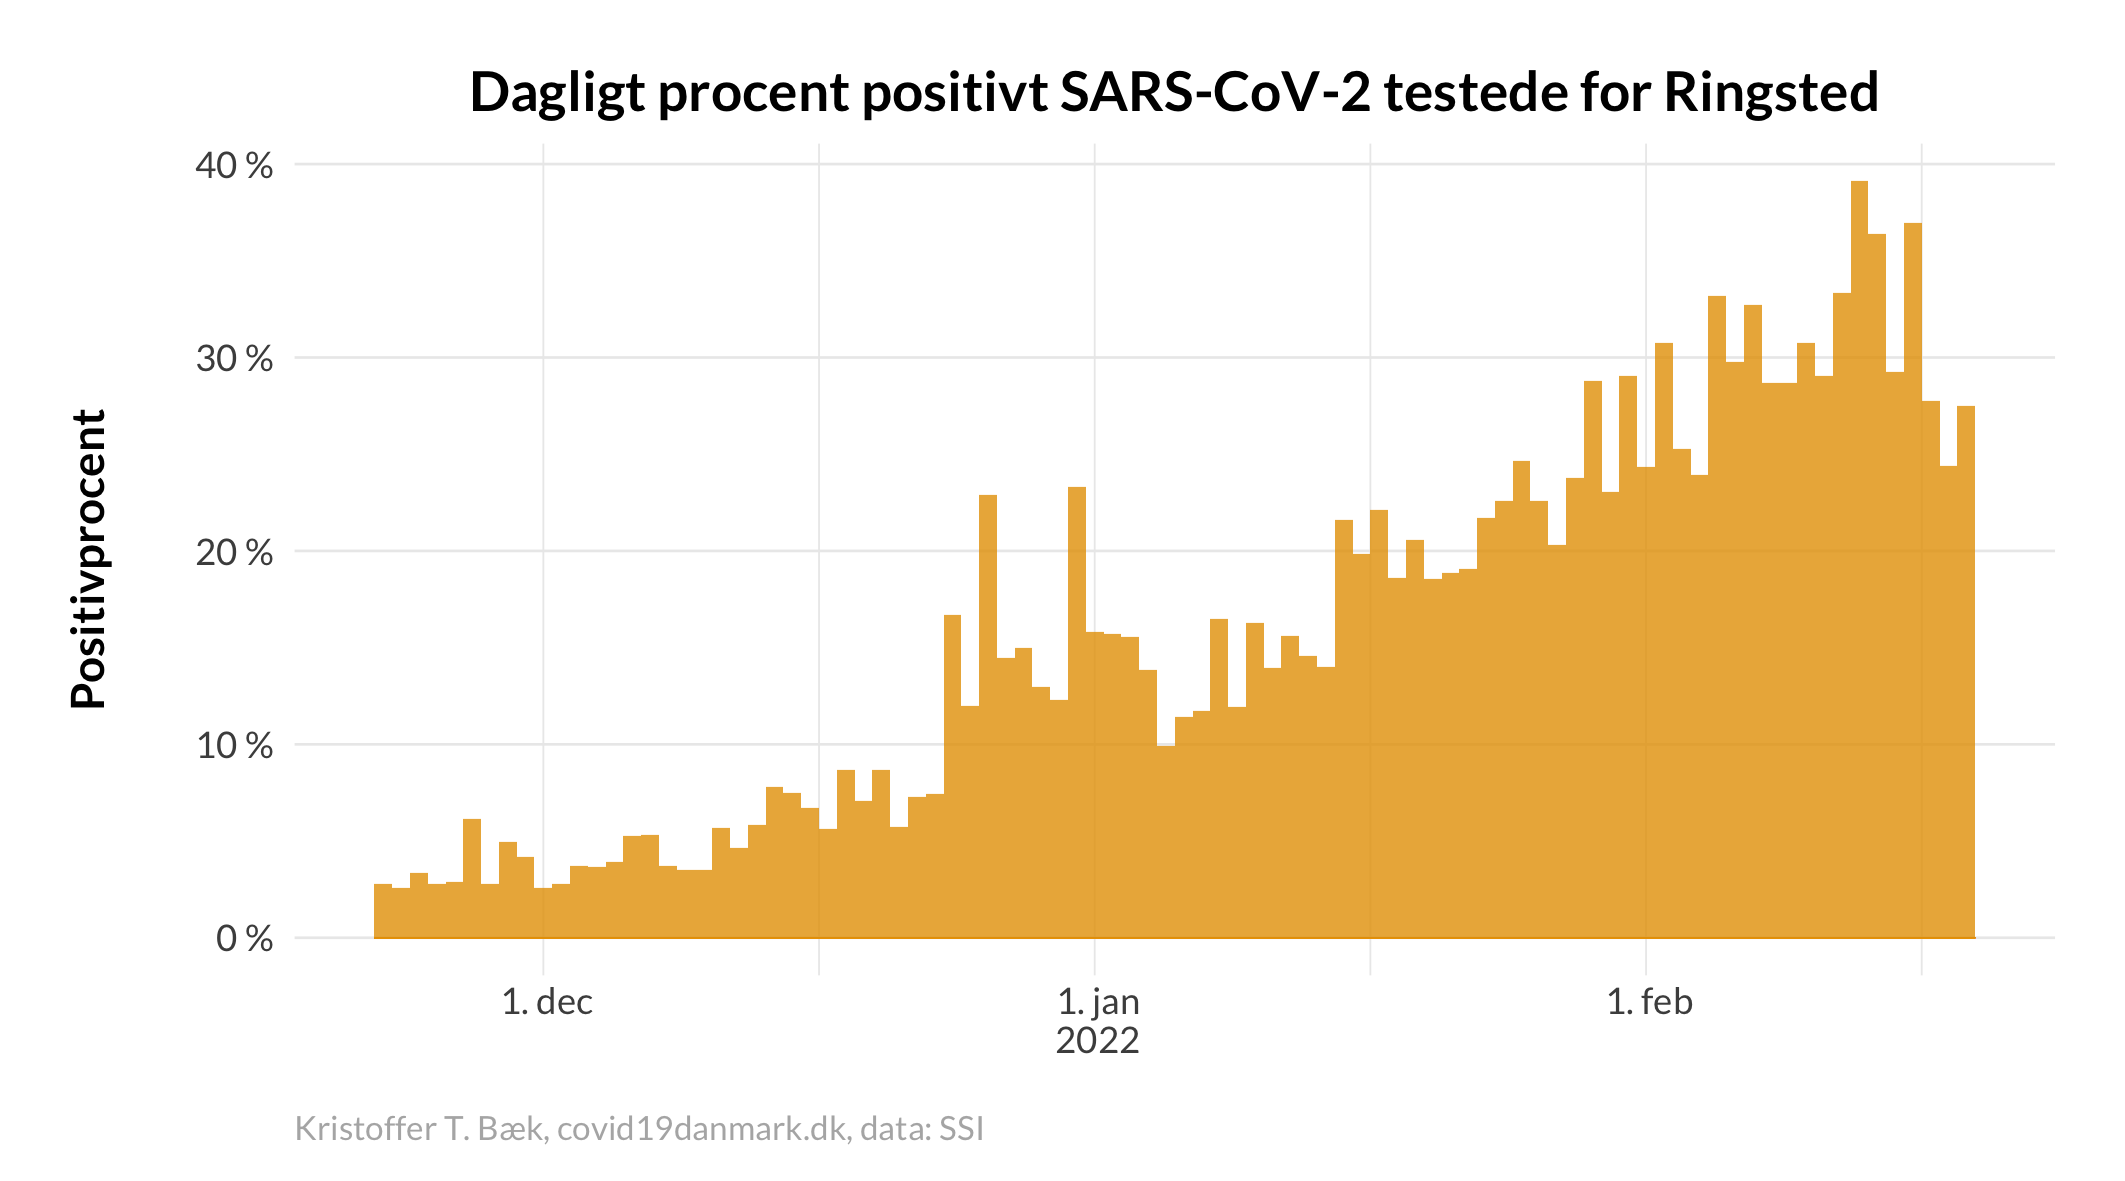 Dagligt procent positivt SARS-CoV-2 testede for Ringsted
Positivprocent
40 %
30 %
20 %
10 %
0 %
1. dec
1. jan
2022
1. feb
Kristoffer T. Bæk, covid19danmark.dk, data: SSI